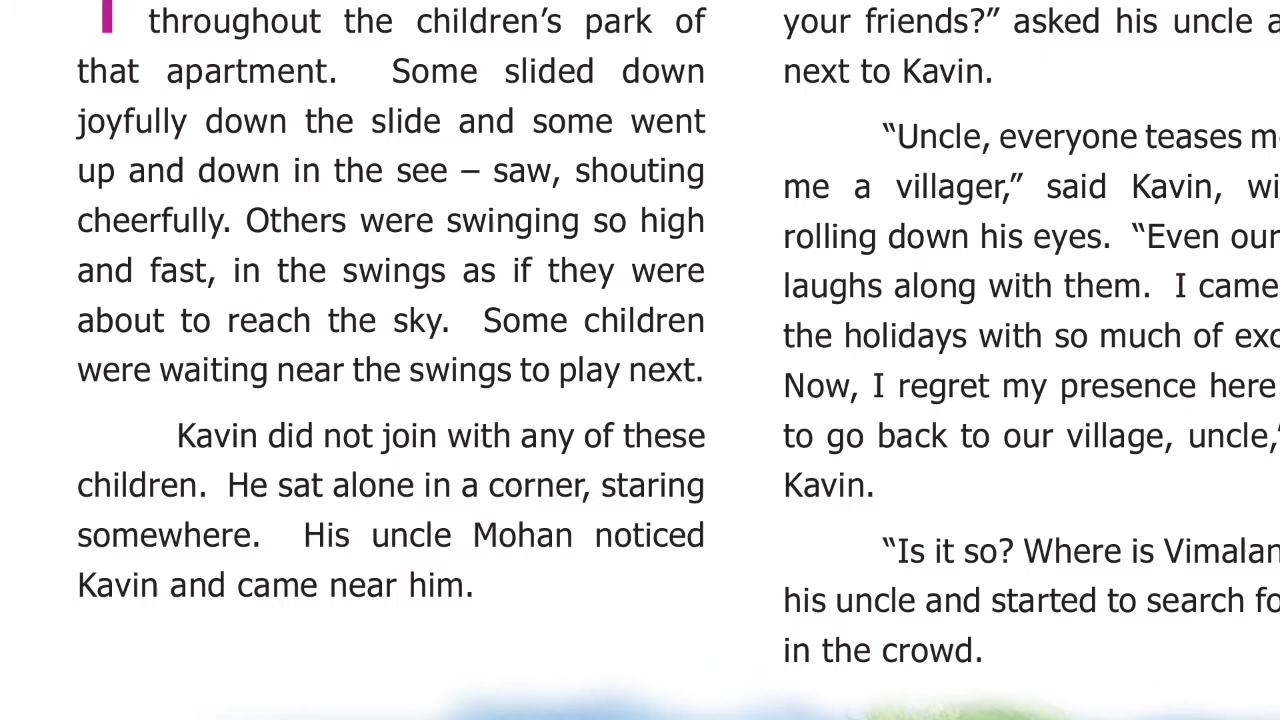 throughout the children’s park of
that apartment. Some slided down
joyfully down the slide and some went
up and down in the see – saw, shouting
cheerfully. Others were swinging so high
and fast, in the swings as if they were
about to reach the sky. Some children
were waiting near the swings to play next.
Kavin did not join with any of these
children. He sat alone in a corner, staring
somewhere. His uncle Mohan noticed
Kavin and came near him.
your friends?” asked his uncle
next to Kavin.
“Uncle, everyone teases
me a villager,” said Kavin,
rolling down his eyes. “Even our
laughs along with them. I came
the holidays with so much of
Now, I regret my presence here
to go back to our village, uncle,”
Kavin.
“Is it so? Where is Vimalan
his uncle and started to search
in the crowd.